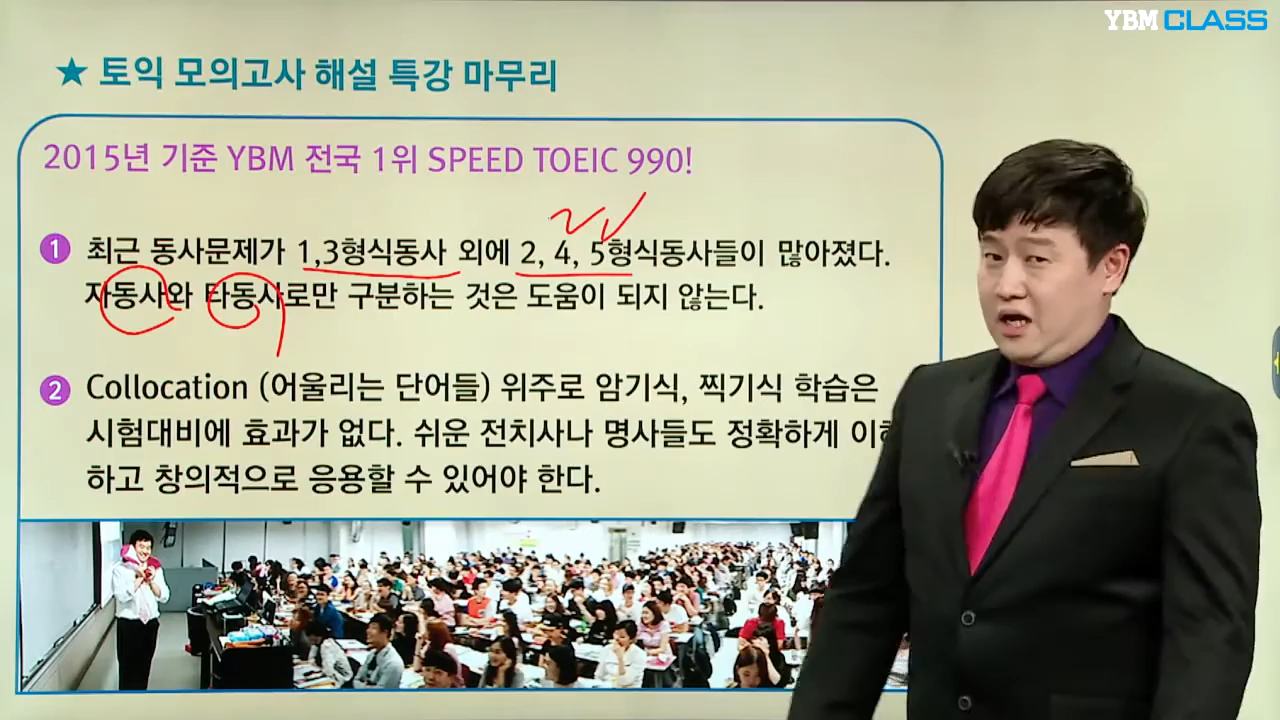 YBM CLASS
★ 토익 모의고사 해설 특강 마무리
2015년 기준 YBM 전국 1위 SPEED TOEIC 990!
1 최근 동사문제가 1,3형식동사 외에 2, 4, 5형식동사들이 많아졌다.
자동사와 타동사로만 구분하는 것은 도움이 되지 않는다.
2 Collocation (어울리는 단어들) 위주로 암기식, 찍기식 학습은
시험대비에 효과가 없다. 쉬운 전치사나 명사들도 정확하게
하고 창의적으로 응용할 수 있어야 한다.